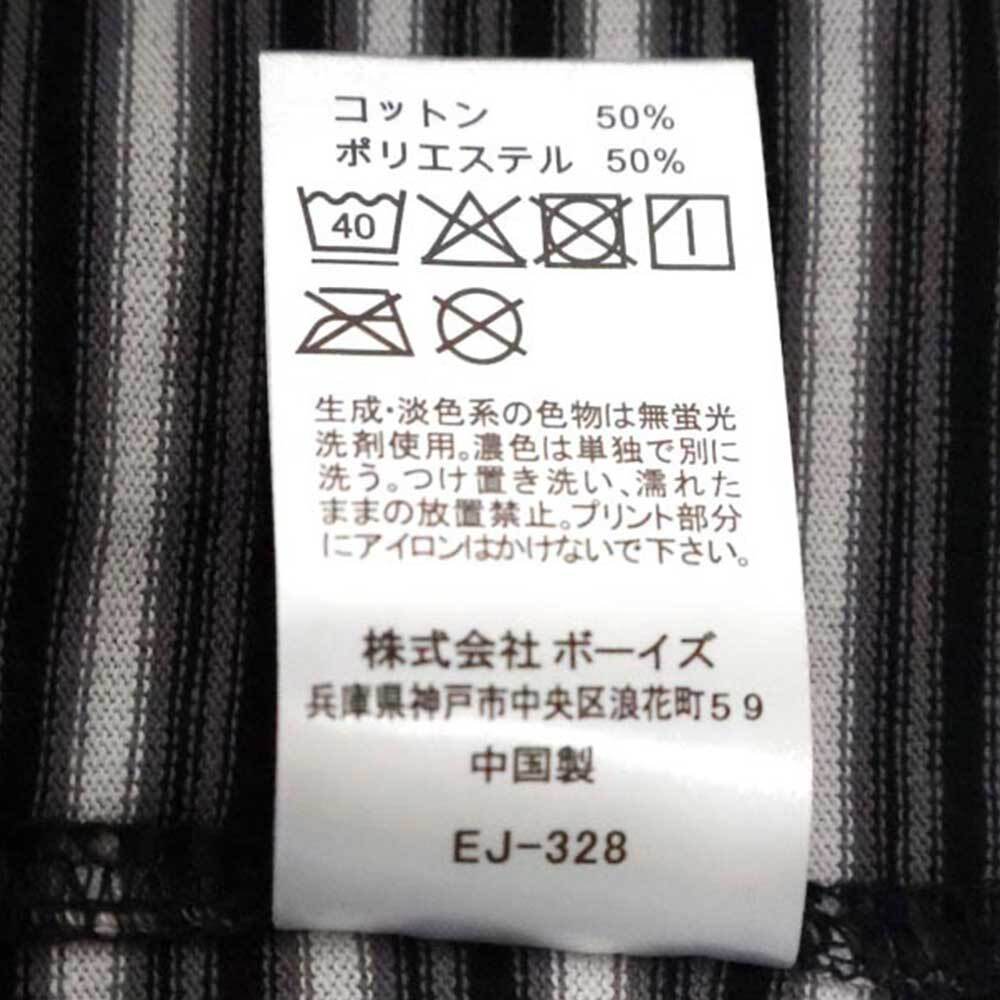 コットン 50%
ポリエステル 50%
40
生成・淡色系の色物は無蛍光
洗剤使用。濃色は単独で別に
洗う。つけ置き洗い、濡れた
ままの放置禁止。プリント部分
にアイロンはかけないで下さい。
株式会社 ボーイズ
兵庫県神戸市中央区浪花町59
中国製
EJ-328